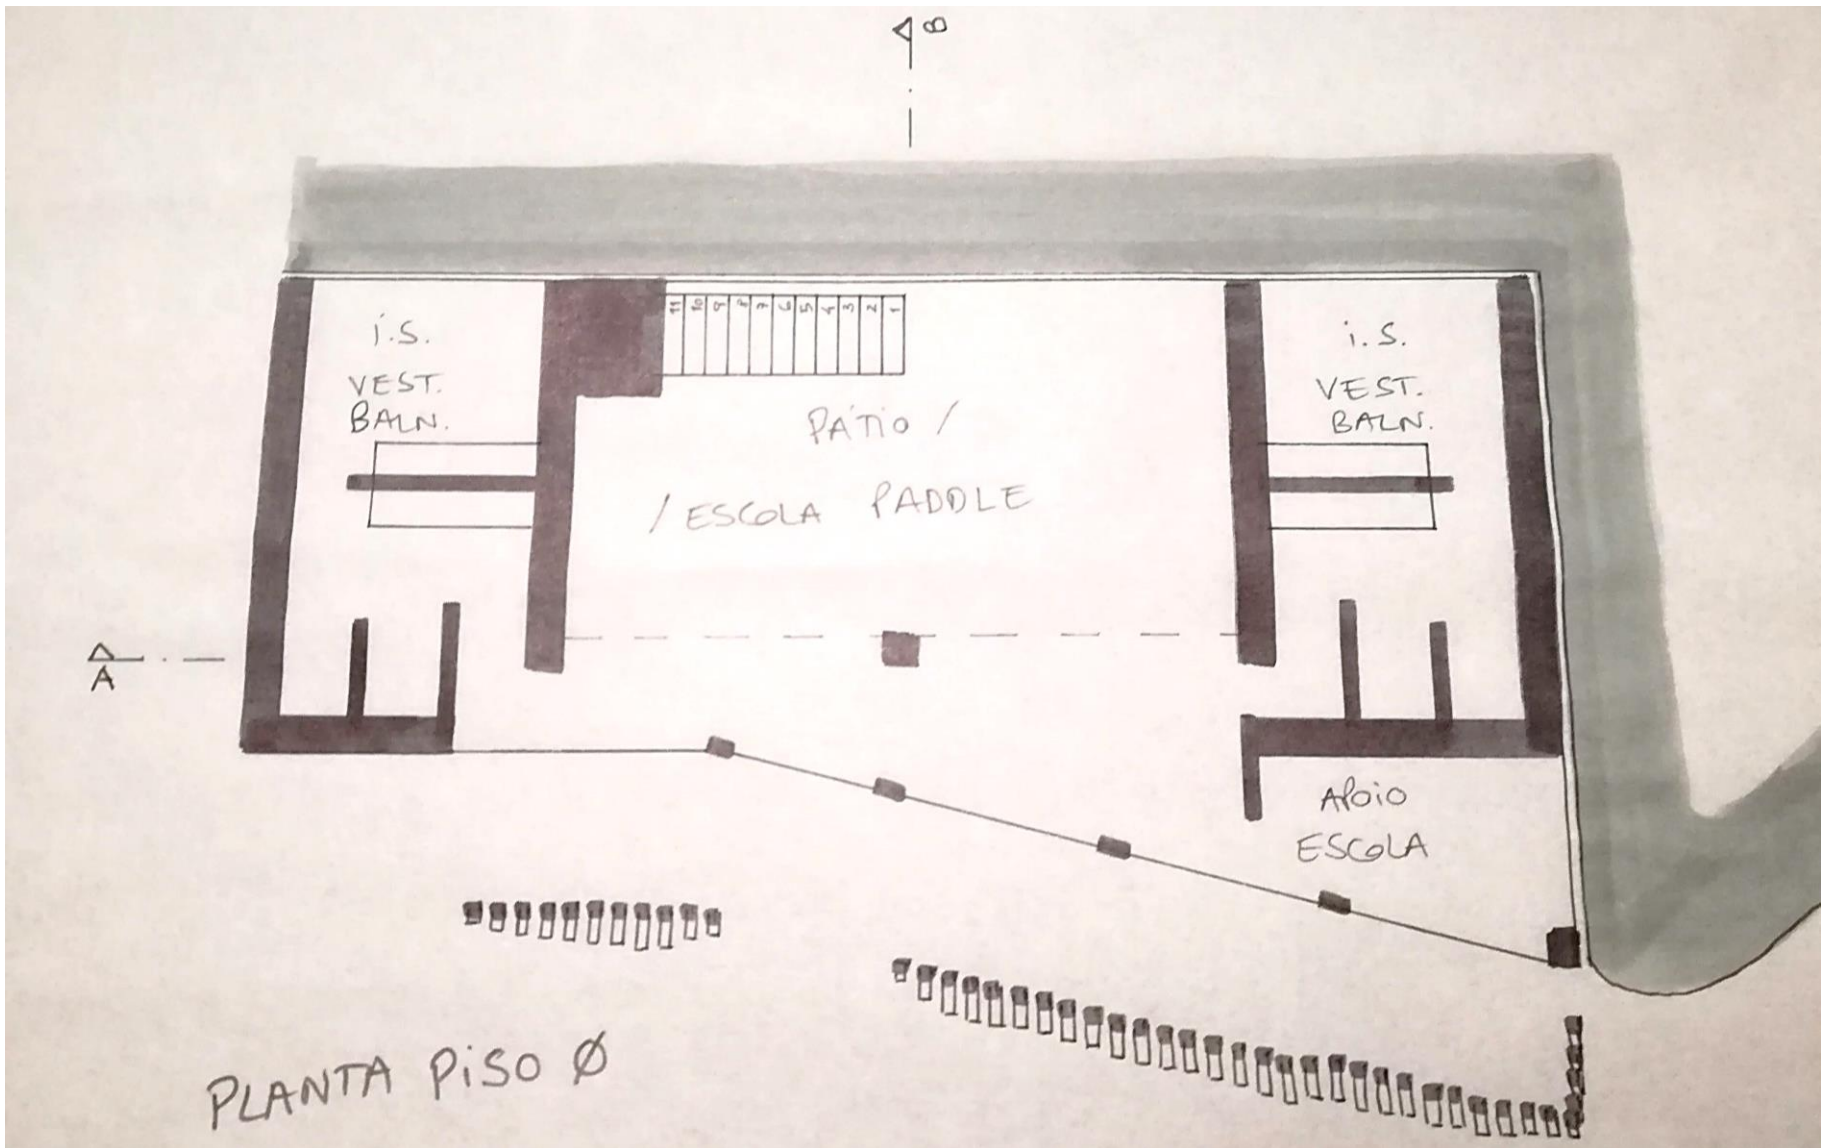 B
i.S.
VEST.
BALN.
11 10 9 8 7 6 5 4 3 2 1
PÁTIO /
/ ESCOLA PADDLE
i.S.
VEST.
BALN.
A
APOIO
ESCOLA
PLANTA PiSO Ø